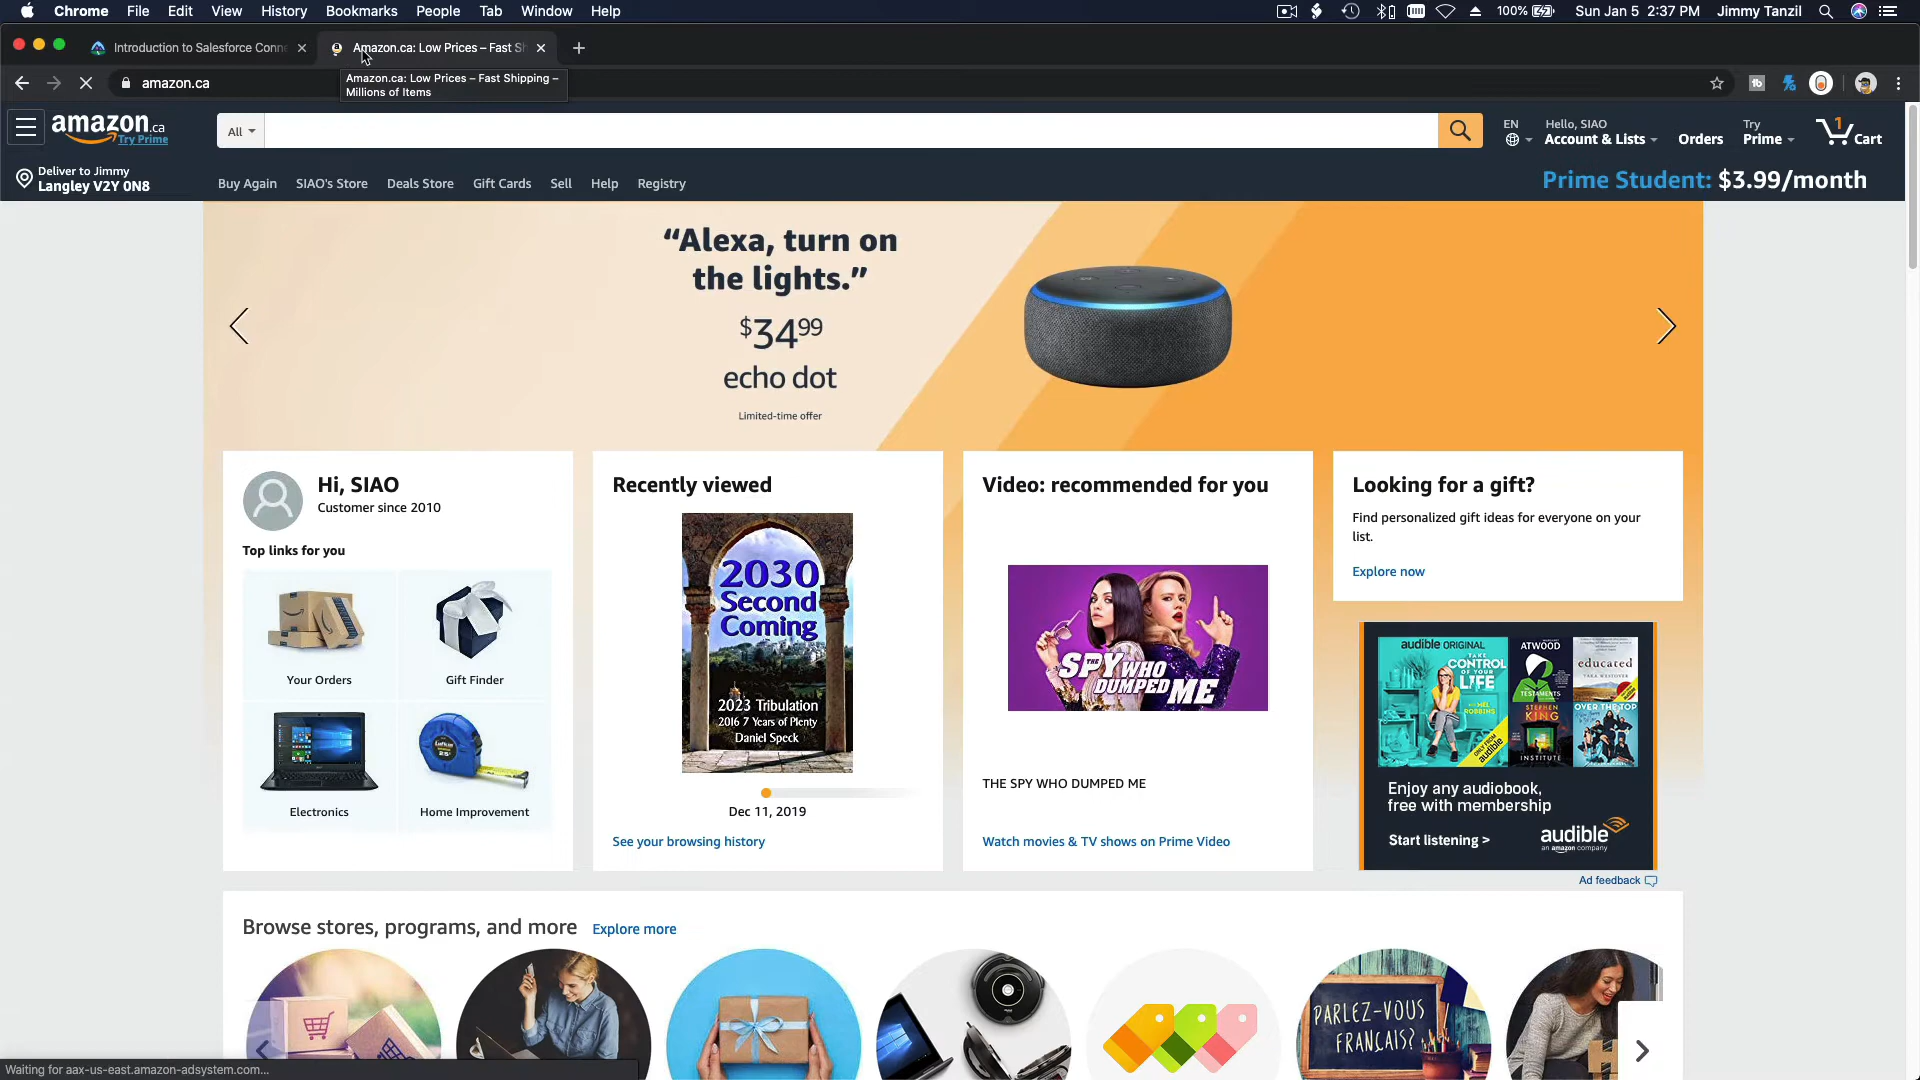 Chrome File Edit View History Bookmarks People Tab Window Help
100% Sun Jan 5 2:37 PM Jimmy Tanzil
Introduction to Salesforce Conne
Amazon.ca: Low Prices – Fast Sh
amazon.ca
Amazon.ca: Low Prices – Fast Shipping –
Millions of Items
amazon.ca
Try Prime
All
EN
Hello, SIAO
Account & Lists
Orders
Try
Prime
1
Cart
Deliver to Jimmy
Langley V2Y 0N8
Buy Again SIAO's Store Deals Store Gift Cards Sell Help Registry
Prime Student: $3.99/month
“Alexa, turn on
the lights.”
$34 99
echo dot
Limited-time offer
Hi, SIAO
Customer since 2010
Top links for you
Your Orders
Gift Finder
Electronics
Home Improvement
Recently viewed
2030
Second
Coming
2023 Tribulation
2016 7 Years of Plenty
Daniel Speck
Dec 11, 2019
See your browsing history
Video: recommended for you
THE SPY WHO
DUMPED ME
THE SPY WHO DUMPED ME
Watch movies & TV shows on Prime Video
Looking for a gift?
Find personalized gift ideas for everyone on your
list.
Explore now
audible ORIGINAL
TAKE
CONTROL
OF YOUR
LIFE
MEL
ROBBINS
ATWOOD
TESTAMENTS
educated
TARA WESTOVER
STEPHEN
KING
INSTITUTE
OVER THE TOP
Enjoy any audiobook,
free with membership
Start listening >
audible
an amazon company
Ad feedback
Browse stores, programs, and more Explore more
PARLEZ-VOUS
FRANÇAIS?
Waiting for aax-us-east.amazon-adsystem.com...